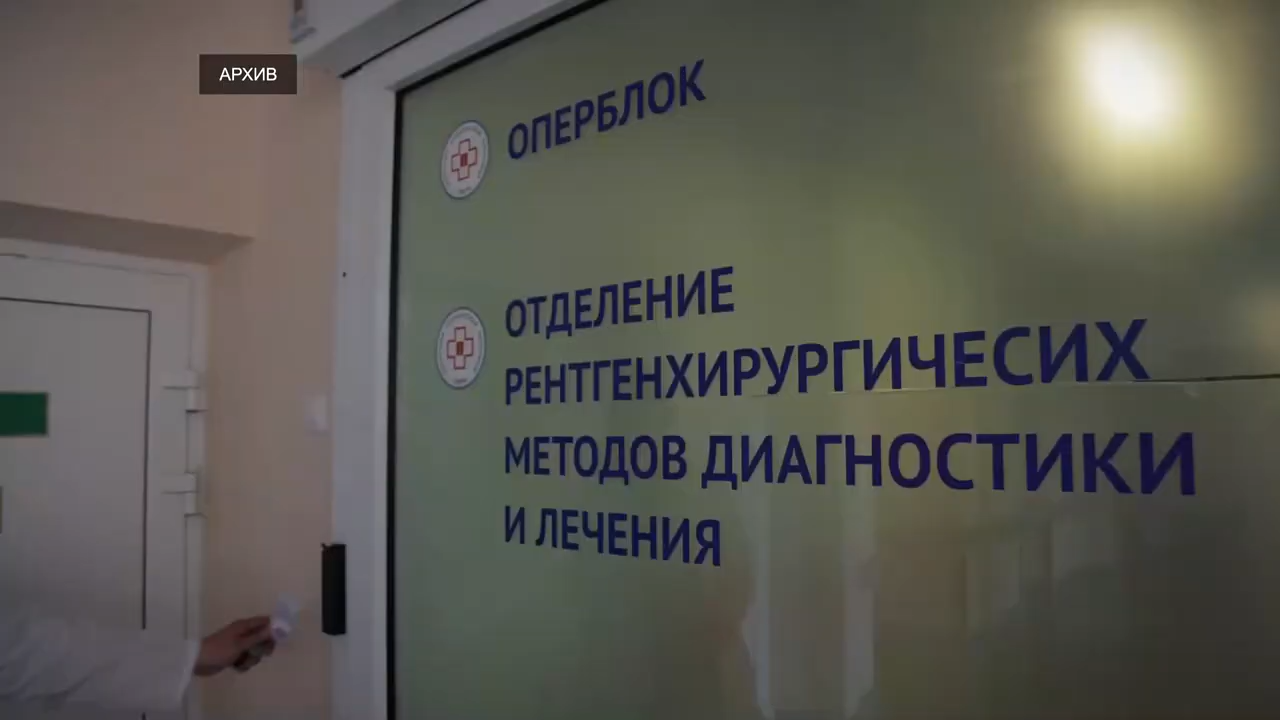 АРХИВ
ОПЕРБЛОК
ОТДЕЛЕНИЕ
РЕНТГЕНХИРУРГИЧЕСИХ
МЕТОДОВ ДИАГНОСТИКИ
И ЛЕЧЕНИЯ